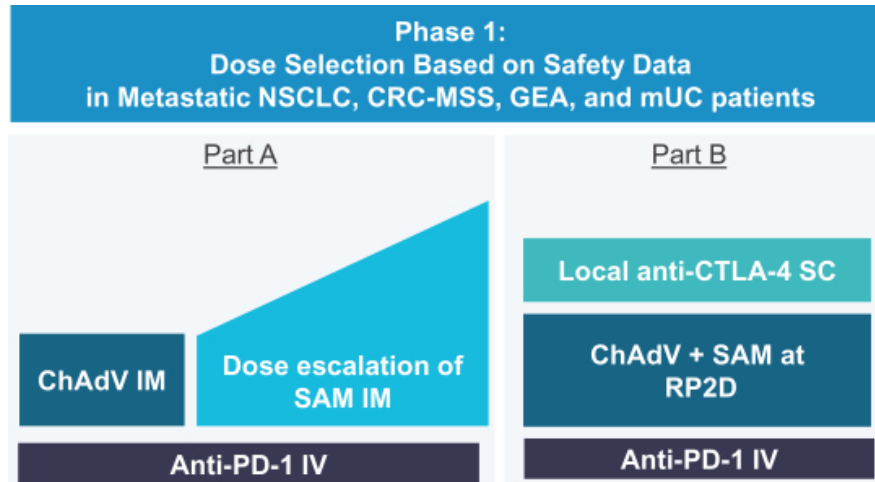 Phase 1:
Dose Selection Based on Safety Data
in Metastatic NSCLC, CRC-MSS, GEA, and mUC patients
Part A
ChAdV IM
Dose escalation of
SAM IM
Anti-PD-1 IV
Part B
Local anti-CTLA-4 SC
ChAdV + SAM at
RP2D
Anti-PD-1 IV